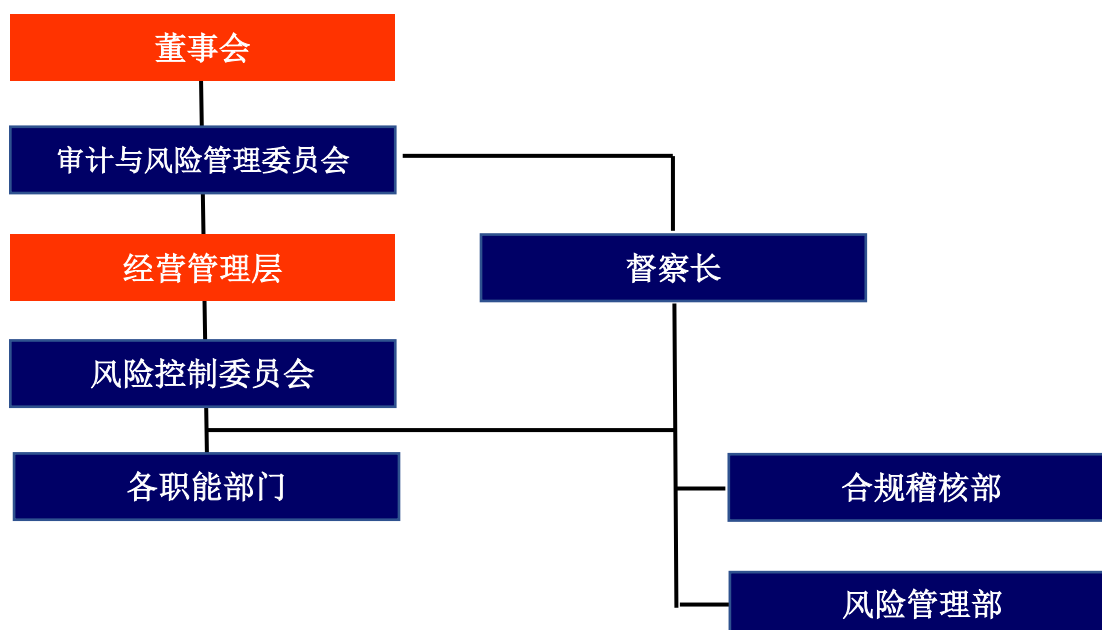 董事会
审计与风险管理委员会
经营管理层
督察长
风险控制委员会
各职能部门
合规稽核部
风险管理部